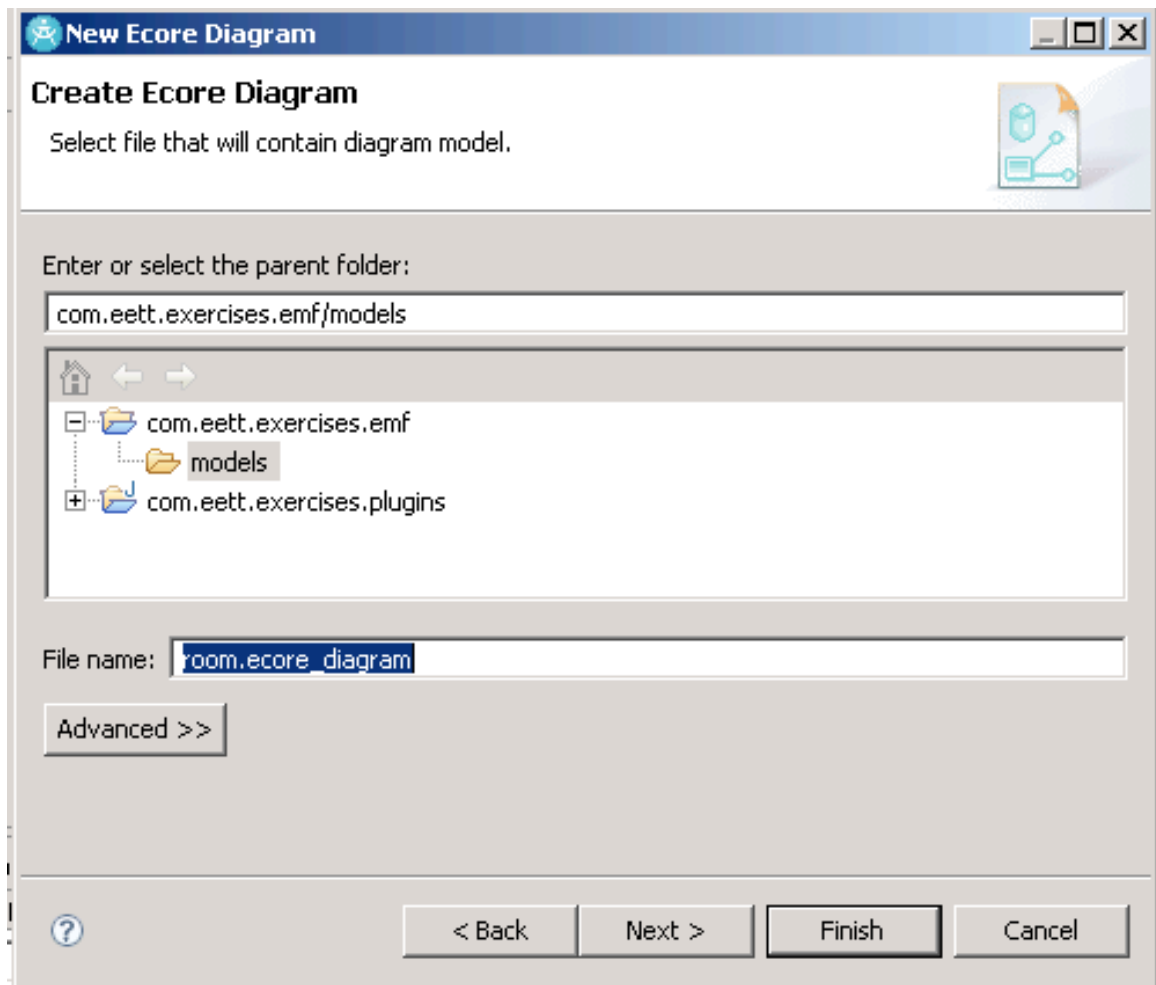 New Ecore Diagram
Create Ecore Diagram
Select file that will contain diagram model.
Enter or select the parent folder:
com.eett.exercises.emf/models
com.eett.exercises.emf
models
com.eett.exercises.plugins
File name: room.ecore_diagram
Advanced >>
< Back Next > Finish Cancel